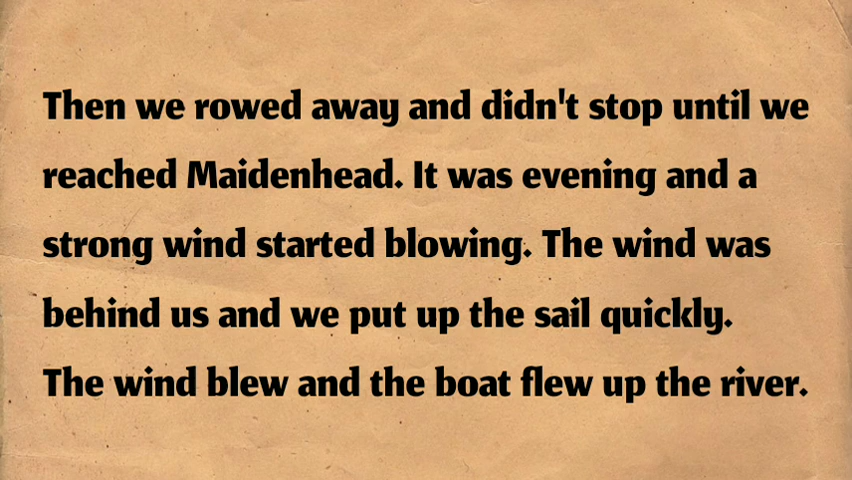 Then we rowed away and didn't stop until we
reached Maidenhead. It was evening and a
strong wind started blowing. The wind was
behind us and we put up the sail quickly.
The wind blew and the boat flew up the river.